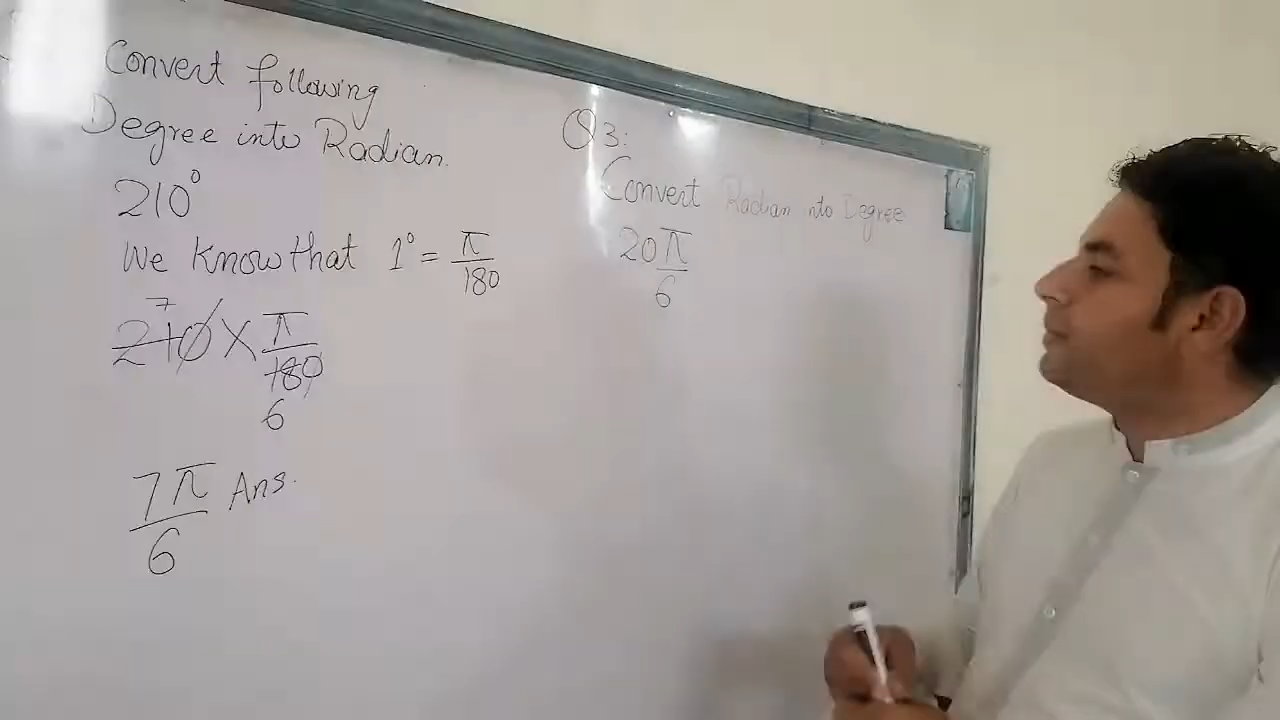 Convert following
Degree into Radian.
210°
We Know that 1° = π/180
7
210 X π/180
6
7π/6 Ans.
Q3:
Convert Radian into Degree
20π/6